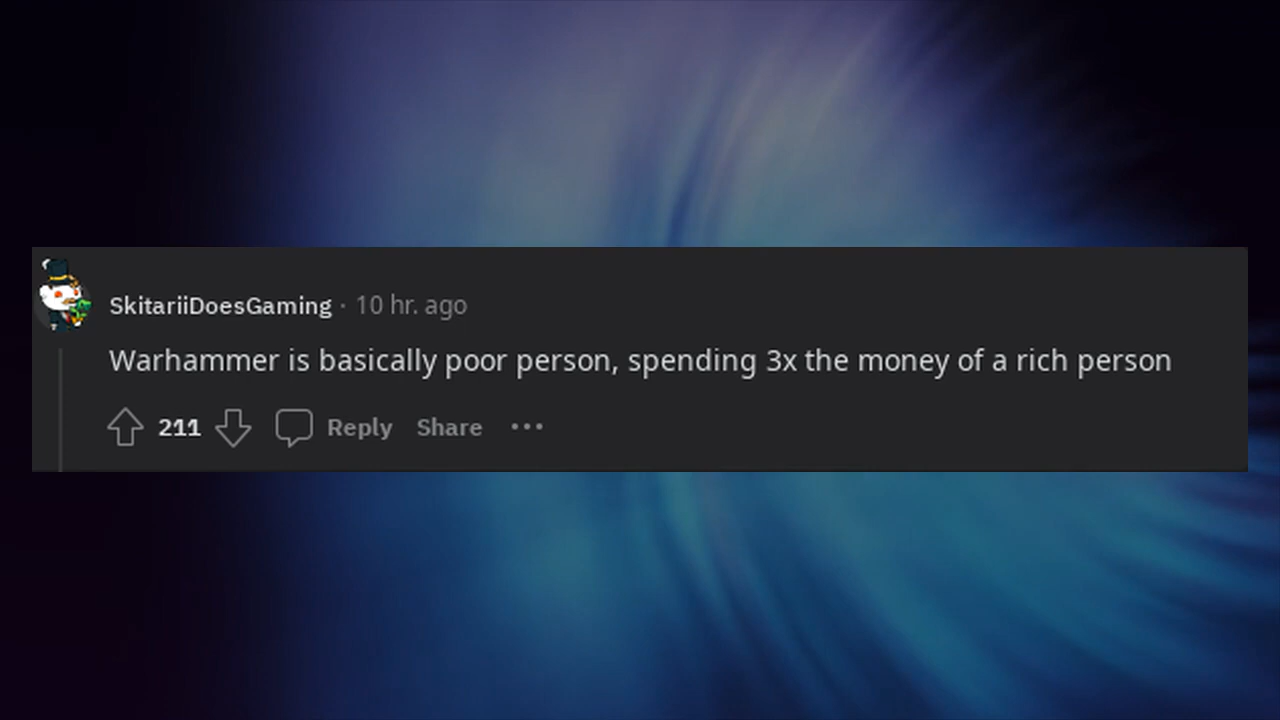 SkitariiDoesGaming · 10 hr. ago
Warhammer is basically poor person, spending 3x the money of a rich person
211 Reply Share ...